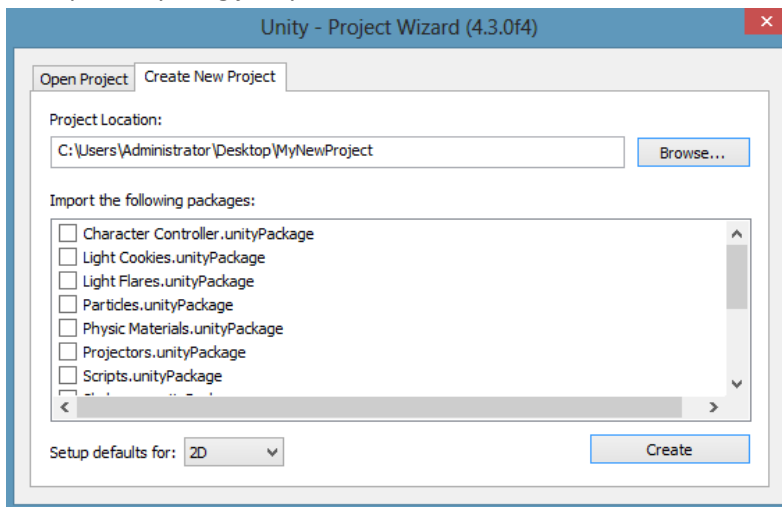 Unity - Project Wizard (4.3.0f4)
Open Project Create New Project
Project Location:
C:\Users\Administrator\Desktop\MyNewProject Browse...
Import the following packages:
Character Controller.unityPackage
Light Cookies.unityPackage
Light Flares.unityPackage
Particles.unityPackage
Physic Materials.unityPackage
Projectors.unityPackage
Scripts.unityPackage
Setup defaults for: 2D Create